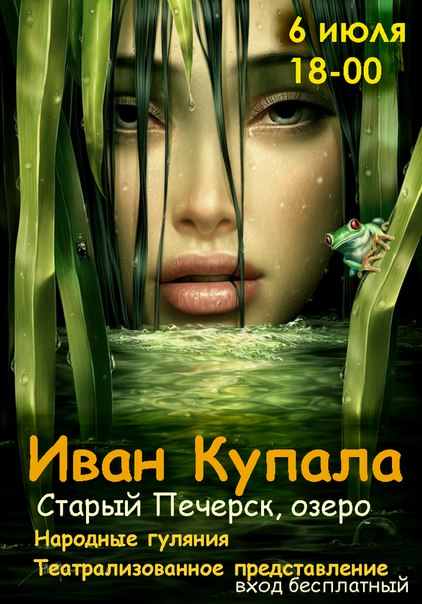 6 июля
18-00
Иван Купала
Старый Печерск, озеро
Народные гуляния
Театрализованное представление
вход бесплатный